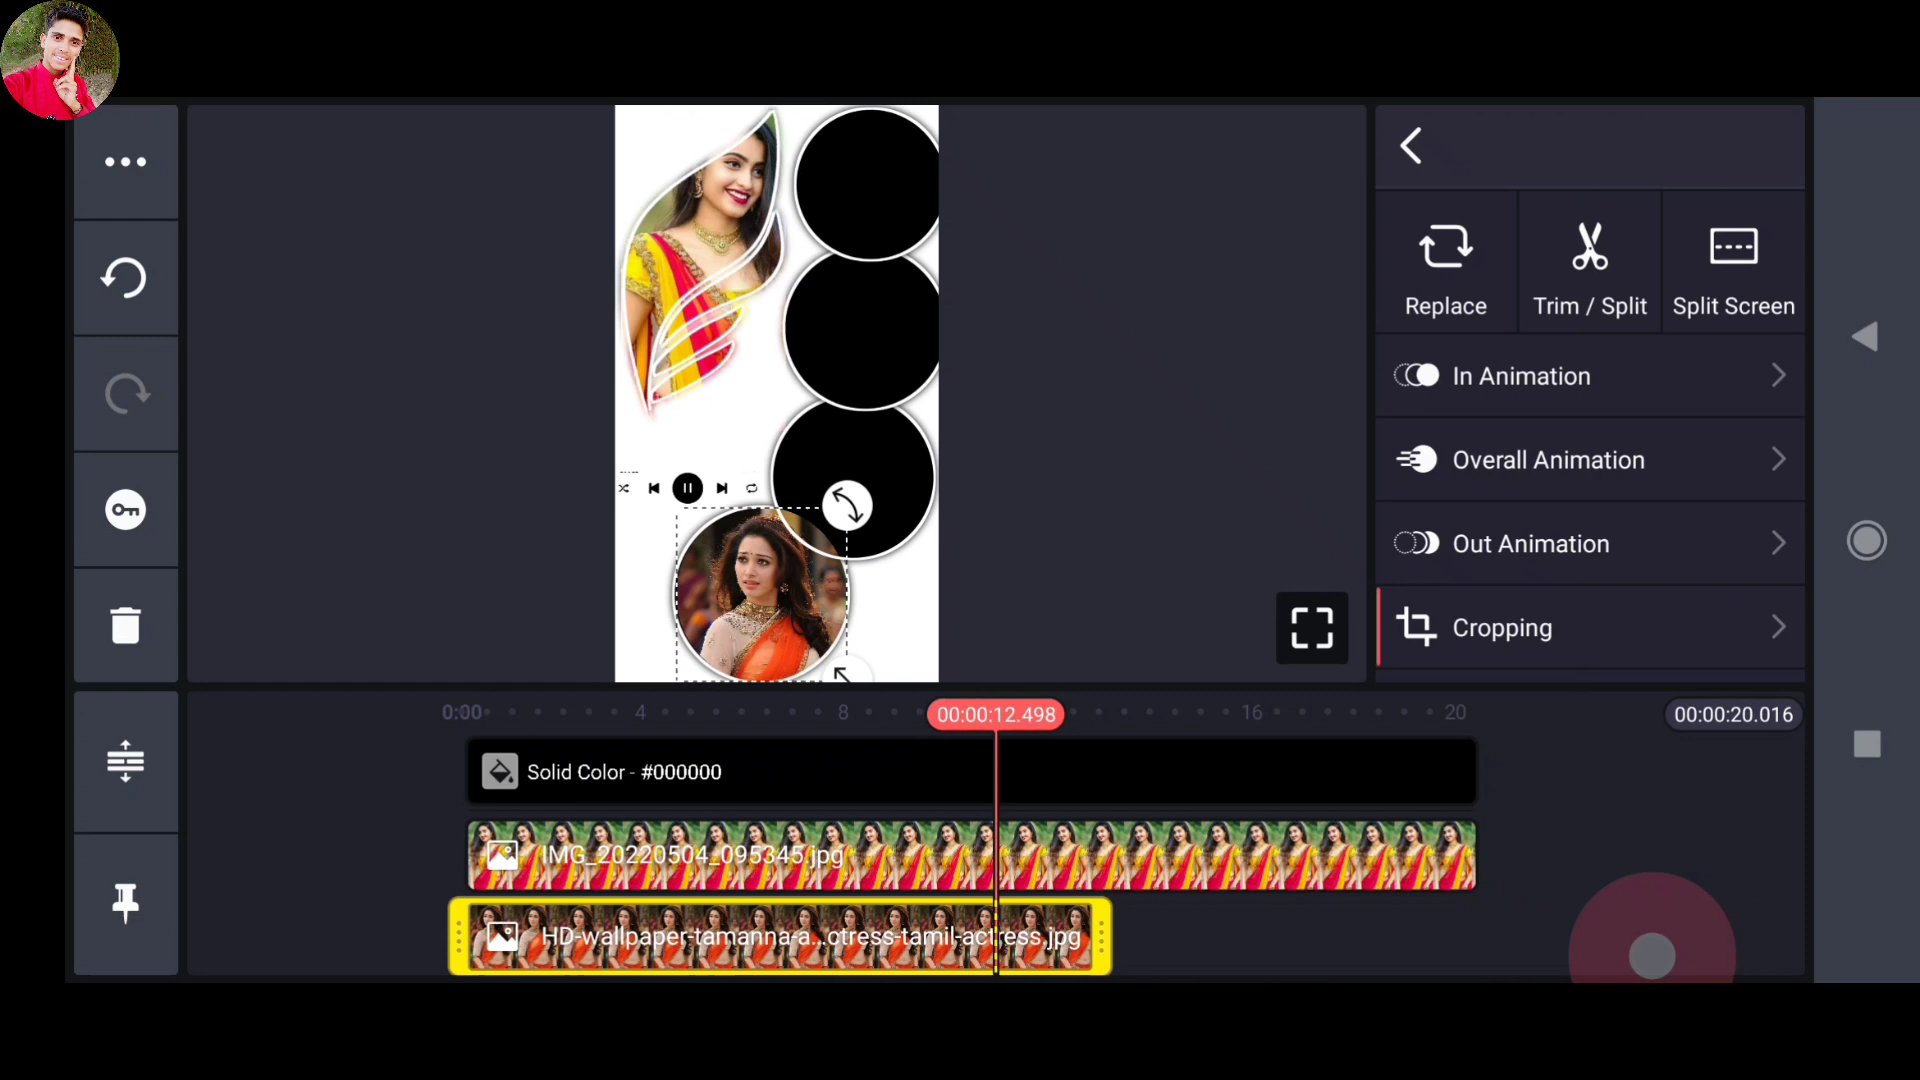 Replace
Trim / Split
Split Screen
In Animation
Overall Animation
Out Animation
Cropping
0:00
4
8
00:00:12.498
16
20
00:00:20.016
Solid Color - #000000
IMG_20220504_095345.jpg
HD-wallpaper-tamanna-a...otress-tamil-actress.jpg